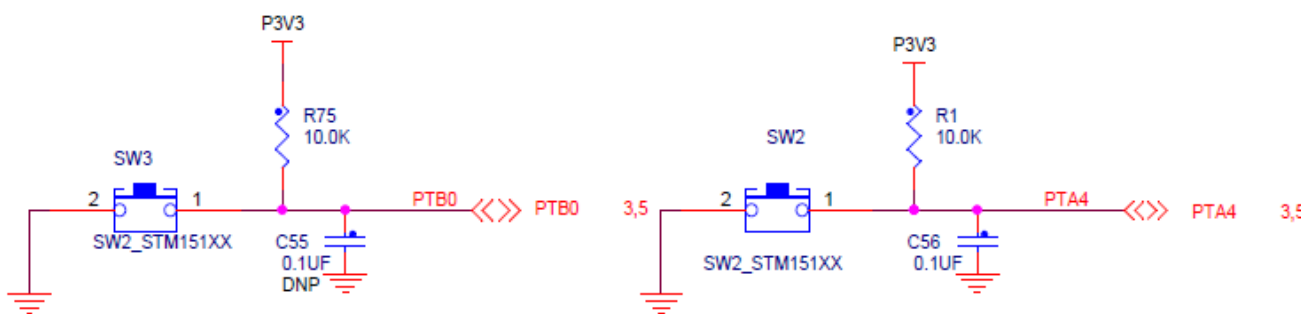 P3V3
R75
10.0K
SW3
2
1
SW2_STM151XX
PTB0
PTB0
3,5
C55
0.1UF
DNP
P3V3
R1
10.0K
SW2
2
1
SW2_STM151XX
PTA4
PTA4
3,5
C56
0.1UF